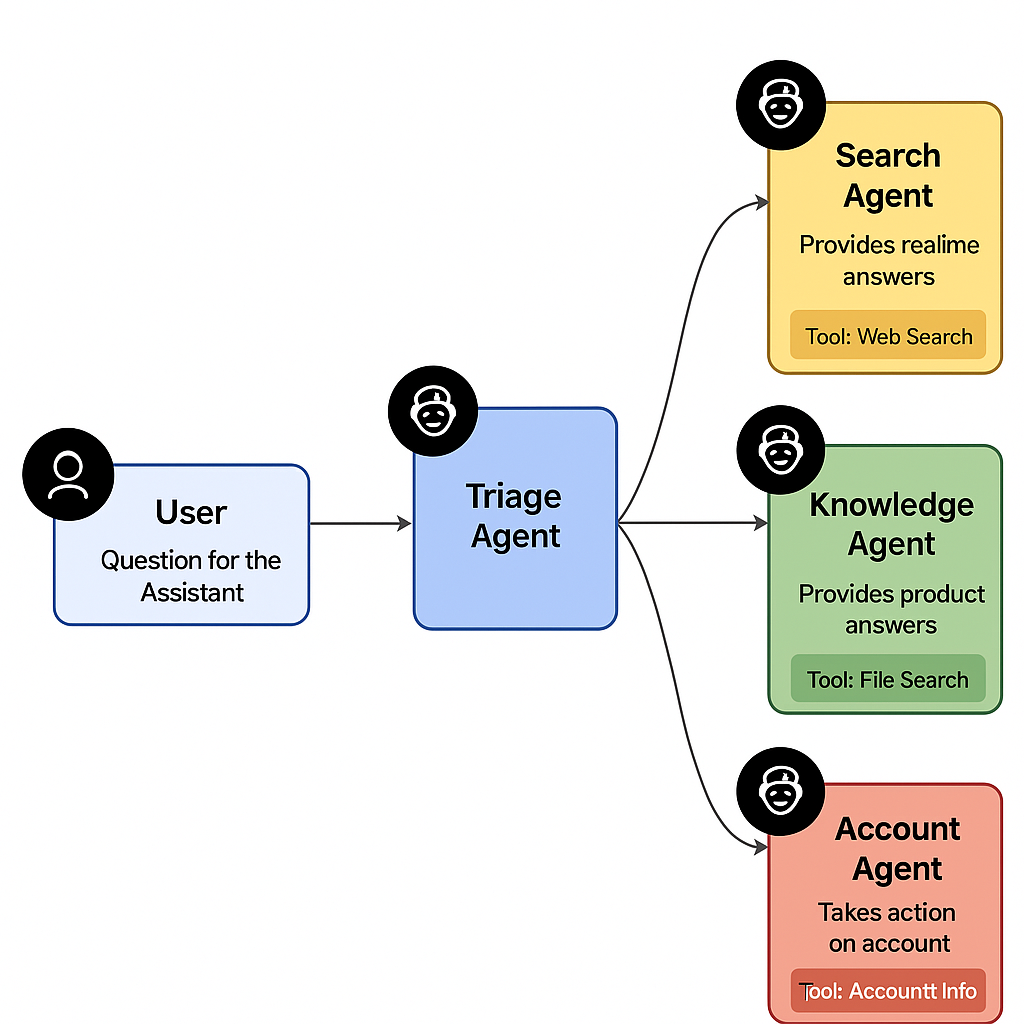 User
Question for the
Assistant
Triage
Agent
Search
Agent
Provides realime
answers
Tool: Web Search
Knowledge
Agent
Provides product
answers
Tool: File Search
Account
Agent
Takes action
on account
Tool: Accountt Info